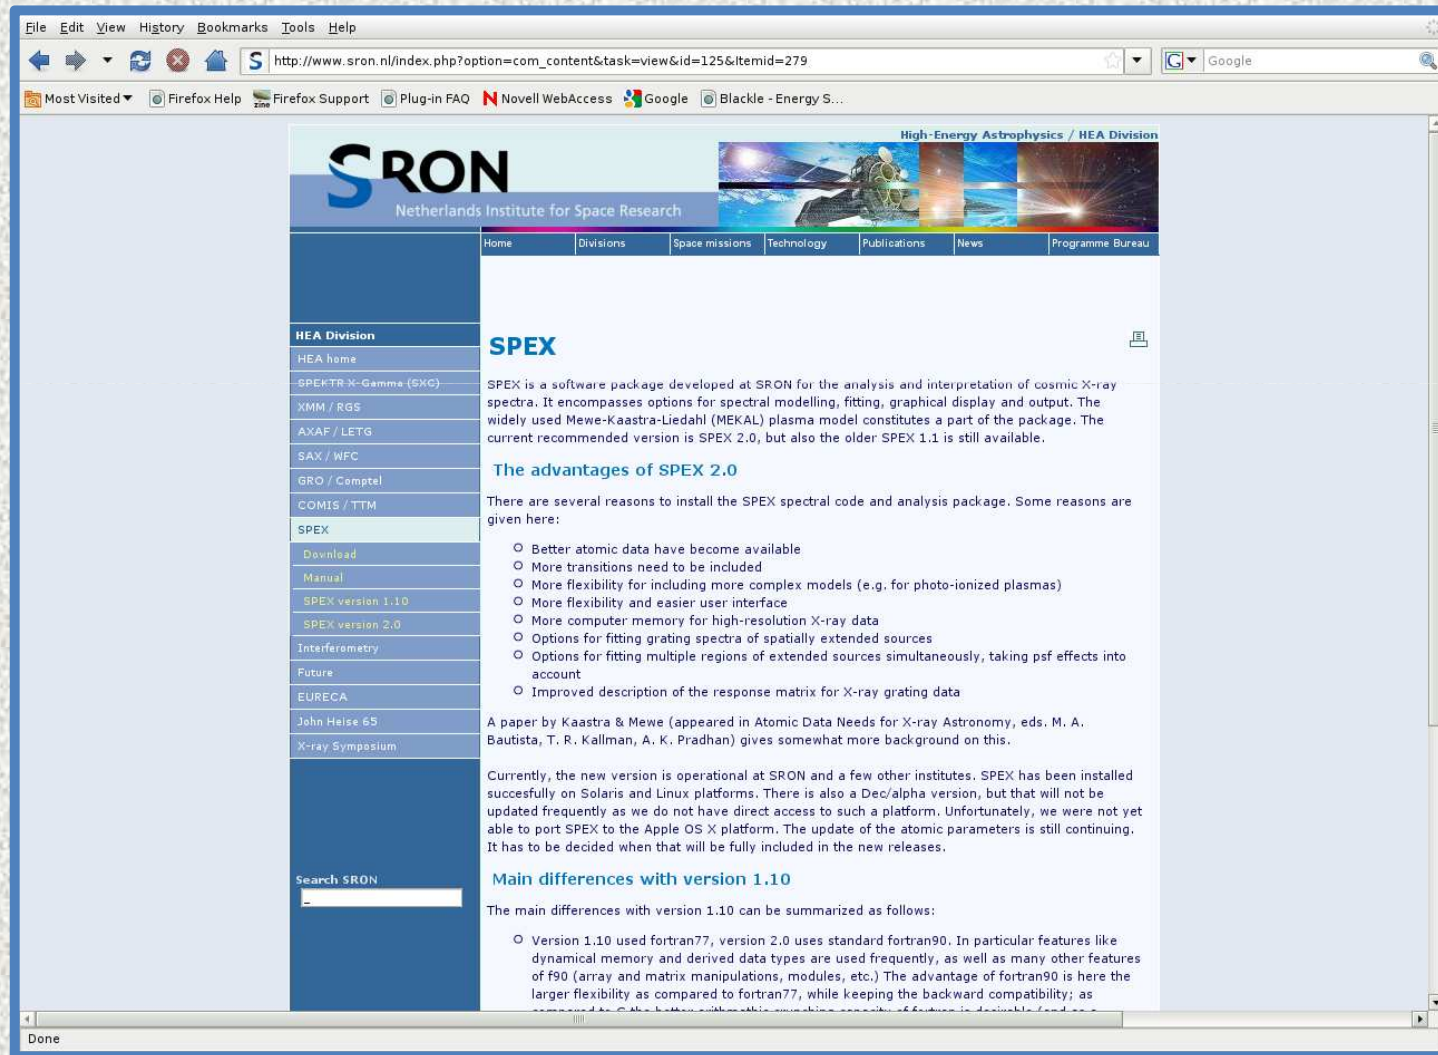 File Edit View History Bookmarks Tools Help
http://www.sron.nl/index.php?option=com_content&task=view&id=125&Itemid=279
Google
Most Visited Firefox Help Firefox Support Plug-in FAQ Novell WebAccess Google Blackle - Energy S...
High-Energy Astrophysics / HEA Division
SRON
Netherlands Institute for Space Research
Home Divisions Space missions Technology Publications News Programme Bureau
HEA Division
HEA home
SPEKTR X-Gamma (SXC)
XMM / RGS
AXAF / LETG
SAX / WFC
GRO / Comptel
COMIS / TTM
SPEX
Download
Manual
SPEX version 1.10
SPEX version 2.0
Interferometry
Future
EURECA
John Heise 65
X-ray Symposium
Search SRON
SPEX
SPEX is a software package developed at SRON for the analysis and interpretation of cosmic X-ray
spectra. It encompasses options for spectral modelling, fitting, graphical display and output. The
widely used Mewe-Kaastra-Liedahl (MEKAL) plasma model constitutes a part of the package. The
current recommended version is SPEX 2.0, but also the older SPEX 1.1 is still available.
The advantages of SPEX 2.0
There are several reasons to install the SPEX spectral code and analysis package. Some reasons are
given here:
Better atomic data have become available
More transitions need to be included
More flexibility for including more complex models (e.g. for photo-ionized plasmas)
More flexibility and easier user interface
More computer memory for high-resolution X-ray data
Options for fitting grating spectra of spatially extended sources
Options for fitting multiple regions of extended sources simultaneously, taking psf effects into
account
Improved description of the response matrix for X-ray grating data
A paper by Kaastra & Mewe (appeared in Atomic Data Needs for X-ray Astronomy, eds. M. A.
Bautista, T. R. Kallman, A. K. Pradhan) gives somewhat more background on this.
Currently, the new version is operational at SRON and a few other institutes. SPEX has been installed
succesfully on Solaris and Linux platforms. There is also a Dec/alpha version, but that will not be
updated frequently as we do not have direct access to such a platform. Unfortunately, we were not yet
able to port SPEX to the Apple OS X platform. The update of the atomic parameters is still continuing.
It has to be decided when that will be fully included in the new releases.
Main differences with version 1.10
The main differences with version 1.10 can be summarized as follows:
Version 1.10 used fortran77, version 2.0 uses standard fortran90. In particular features like
dynamical memory and derived data types are used frequently, as well as many other features
of f90 (array and matrix manipulations, modules, etc.) The advantage of fortran90 is here the
larger flexibility as compared to fortran77, while keeping the backward compatibility; as
Done